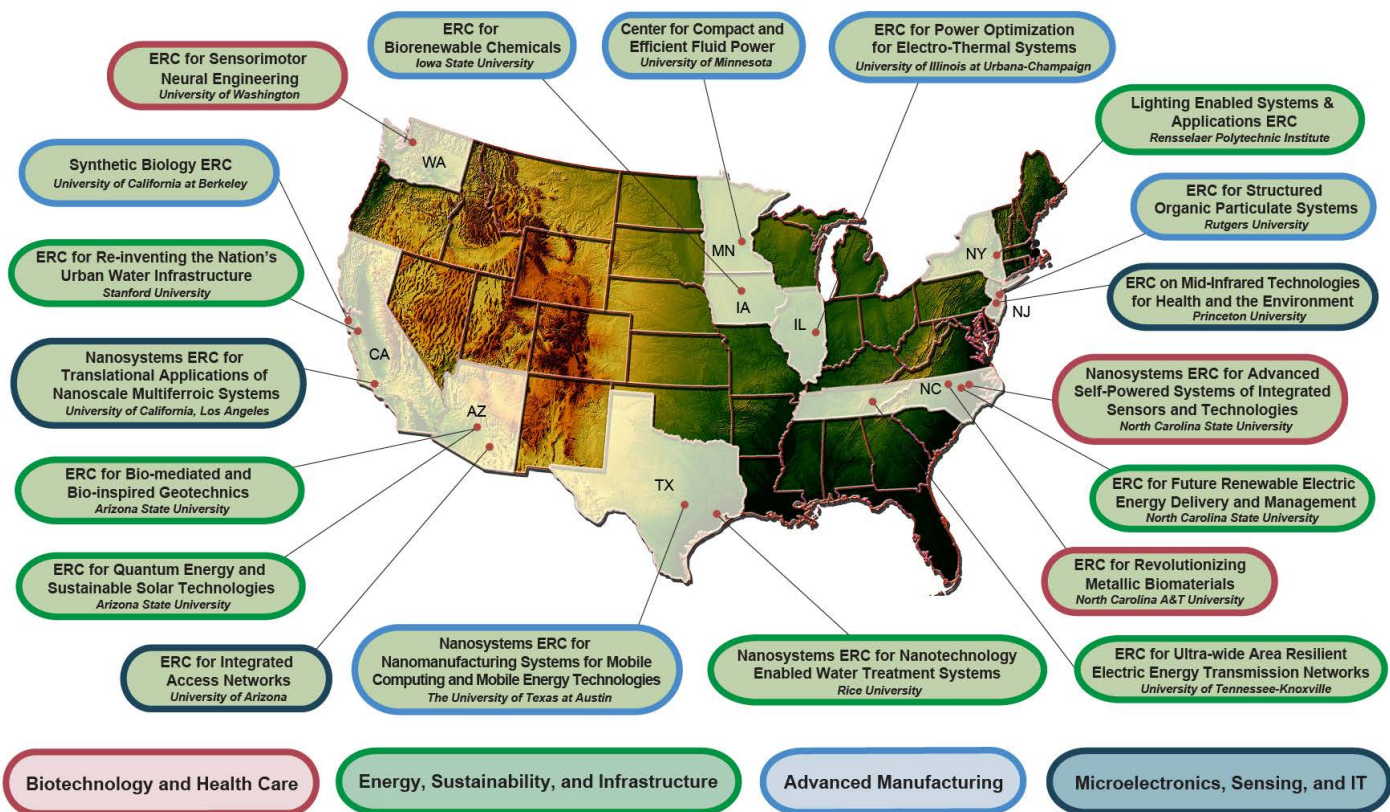 ERC for Sensorimotor
Neural Engineering
University of Washington
ERC for
Biorenewable Chemicals
Iowa State University
Center for Compact and
Efficient Fluid Power
University of Minnesota
ERC for Power Optimization
for Electro-Thermal Systems
University of Illinois at Urbana-Champaign
Lighting Enabled Systems &
Applications ERC
Rensselaer Polytechnic Institute
Synthetic Biology ERC
University of California at Berkeley
ERC for Structured
Organic Particulate Systems
Rutgers University
ERC for Re-inventing the Nation's
Urban Water Infrastructure
Stanford University
ERC on Mid-Infrared Technologies
for Health and the Environment
Princeton University
Nanosystems ERC for
Translational Applications of
Nanoscale Multiferroic Systems
University of California, Los Angeles
Nanosystems ERC for Advanced
Self-Powered Systems of Integrated
Sensors and Technologies
North Carolina State University
ERC for Bio-mediated and
Bio-inspired Geotechnics
Arizona State University
ERC for Future Renewable Electric
Energy Delivery and Management
North Carolina State University
ERC for Quantum Energy and
Sustainable Solar Technologies
Arizona State University
ERC for Revolutionizing
Metallic Biomaterials
North Carolina A&T University
ERC for Integrated
Access Networks
University of Arizona
Nanosystems ERC for
Nanomanufacturing Systems for Mobile
Computing and Mobile Energy Technologies
The University of Texas at Austin
Nanosystems ERC for Nanotechnology
Enabled Water Treatment Systems
Rice University
ERC for Ultra-wide Area Resilient
Electric Energy Transmission Networks
University of Tennessee-Knoxville
WA
MN
NY
IA
NJ
IL
CA
NC
AZ
TX
Biotechnology and Health Care
Energy, Sustainability, and Infrastructure
Advanced Manufacturing
Microelectronics, Sensing, and IT